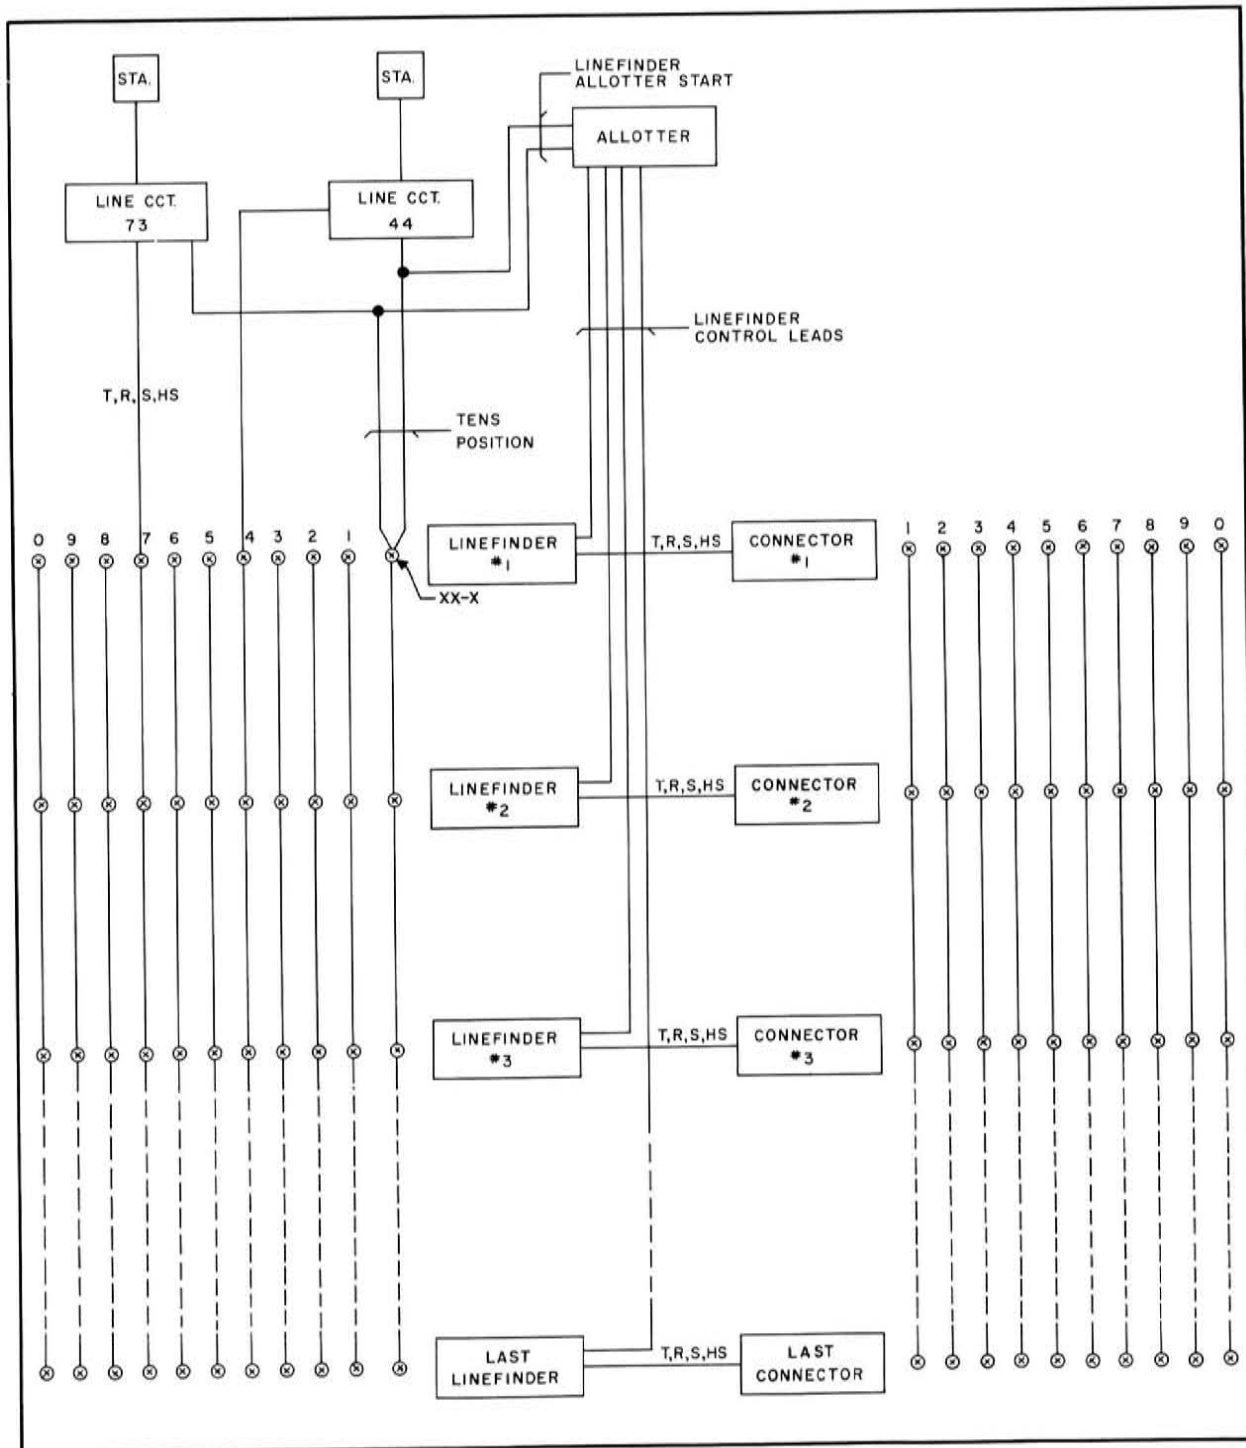 STA.
STA.
LINEFINDER
ALLOTTER START
ALLOTTER
LINE CCT.
73
LINE CCT.
44
LINEFINDER
CONTROL LEADS
T,R,S,HS
TENS
POSITION
0 9 8 7 6 5 4 3 2 1
XX-X
LINEFINDER
#1
T,R,S,HS
CONNECTOR
#1
1 2 3 4 5 6 7 8 9 0
LINEFINDER
#2
T,R,S,HS
CONNECTOR
#2
LINEFINDER
#3
T,R,S,HS
CONNECTOR
#3
LAST
LINEFINDER
T,R,S,HS
LAST
CONNECTOR